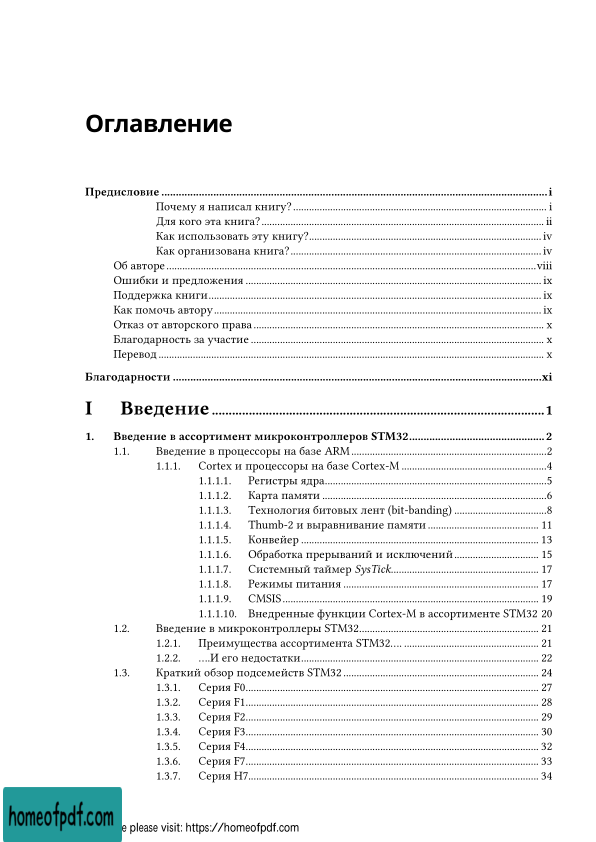 Оглавление
Предисловие ........ i
Почему я написал книгу? ........ i
Для кого эта книга? ........ ii
Как использовать эту книгу? ........ iv
Как организована книга? ........ iv
Об авторе ........ viii
Ошибки и предложения ........ ix
Поддержка книги ........ ix
Как помочь автору ........ ix
Отказ от авторского права ........ x
Благодарность за участие ........ x
Перевод ........ x
Благодарности ........ xi
I Введение ........ 1
1. Введение в ассортимент микроконтроллеров STM32 ........ 2
1.1. Введение в процессоры на базе ARM ........ 2
1.1.1. Cortex и процессоры на базе Cortex-M ........ 4
1.1.1.1. Регистры ядра ........ 5
1.1.1.2. Карта памяти ........ 6
1.1.1.3. Технология битовых лент (bit-banding) ........ 8
1.1.1.4. Thumb-2 и выравнивание памяти ........ 11
1.1.1.5. Конвейер ........ 13
1.1.1.6. Обработка прерываний и исключений ........ 15
1.1.1.7. Системный таймер SysTick ........ 17
1.1.1.8. Режимы питания ........ 17
1.1.1.9. CMSIS ........ 19
1.1.1.10. Внедренные функции Cortex-M в ассортименте STM32 20
1.2. Введение в микроконтроллеры STM32 ........ 21
1.2.1. Преимущества ассортимента STM32.... ........ 21
1.2.2. ....И его недостатки ........ 22
1.3. Краткий обзор подсемейств STM32 ........ 24
1.3.1. Серия F0 ........ 27
1.3.2. Серия F1 ........ 28
1.3.3. Серия F2 ........ 29
1.3.4. Серия F3 ........ 30
1.3.5. Серия F4 ........ 32
1.3.6. Серия F7 ........ 33
1.3.7. Серия H7 ........ 34
homeofpdf.com
e please visit: https://homeofpdf.com